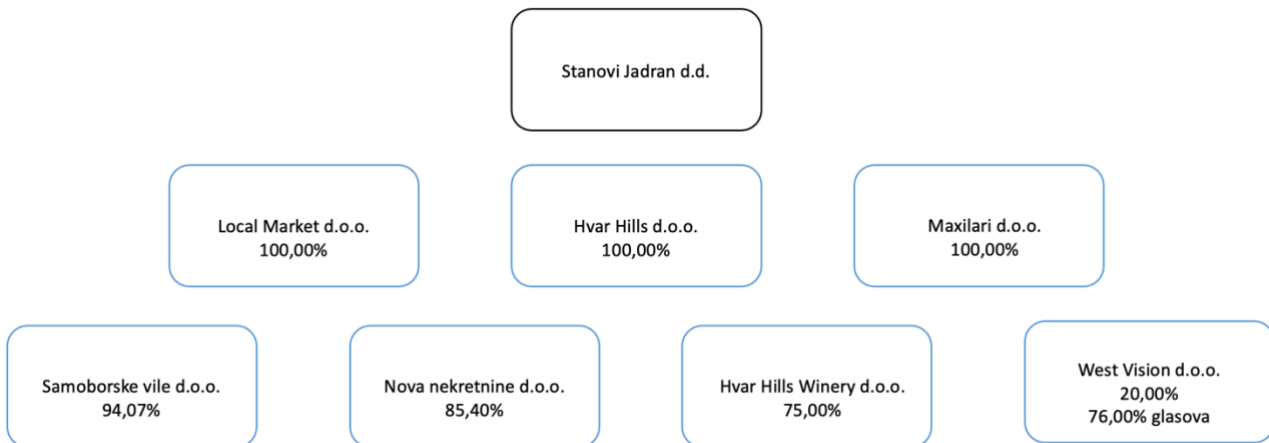 Stanovi Jadran d.d.
Local Market d.o.o.
100,00%
Hvar Hills d.o.o.
100,00%
Maxilari d.o.o.
100,00%
Samoborske vile d.o.o.
94,07%
Nova nekretnine d.o.o.
85,40%
Hvar Hills Winery d.o.o.
75,00%
West Vision d.o.o.
20,00%
76,00% glasova